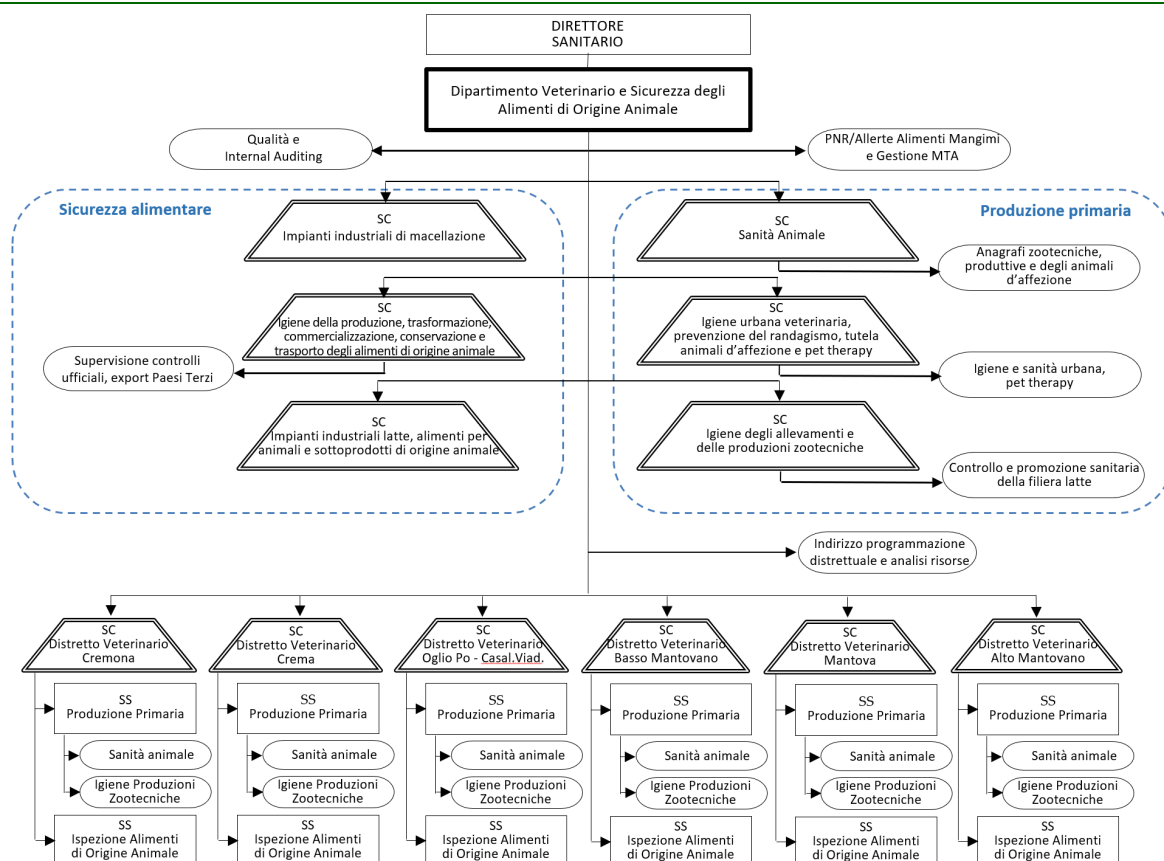 DIRETTORE
SANITARIO
Dipartimento Veterinario e Sicurezza degli
Alimenti di Origine Animale
Qualità e
Internal Auditing
PNR/Allerte Alimenti Mangimi
e Gestione MTA
Sicurezza alimentare
Produzione primaria
SC
Impianti industriali di macellazione
SC
Sanità Animale
Anagrafi zootecniche,
produttive e degli animali
d'affezione
SC
Igiene della produzione, trasformazione,
commercializzazione, conservazione e
trasporto degli alimenti di origine animale
SC
Igiene urbana veterinaria,
prevenzione del randagismo, tutela
animali d'affezione e pet therapy
Supervisione controlli
ufficiali, export Paesi Terzi
Igiene e sanità urbana,
pet therapy
SC
Impianti industriali latte, alimenti per
animali e sottoprodotti di origine animale
SC
Igiene degli allevamenti e
delle produzioni zootecniche
Controllo e promozione sanitaria
della filiera latte
Indirizzo programmazione
distrettuale e analisi risorse
SC
Distretto Veterinario
Cremona
SS
Produzione Primaria
Sanità animale
Igiene Produzioni
Zootecniche
SS
Ispezione Alimenti
di Origine Animale
SC
Distretto Veterinario
Crema
SS
Produzione Primaria
Sanità animale
Igiene Produzioni
Zootecniche
SS
Ispezione Alimenti
di Origine Animale
SC
Distretto Veterinario
Oglio Po - Casal.Viad.
SS
Produzione Primaria
Sanità animale
Igiene Produzioni
Zootecniche
SS
Ispezione Alimenti
di Origine Animale
SC
Distretto Veterinario
Basso Mantovano
SS
Produzione Primaria
Sanità animale
Igiene Produzioni
Zootecniche
SS
Ispezione Alimenti
di Origine Animale
SC
Distretto Veterinario
Mantova
SS
Produzione Primaria
Sanità animale
Igiene Produzioni
Zootecniche
SS
Ispezione Alimenti
di Origine Animale
SC
Distretto Veterinario
Alto Mantovano
SS
Produzione Primaria
Sanità animale
Igiene Produzioni
Zootecniche
SS
Ispezione Alimenti
di Origine Animale